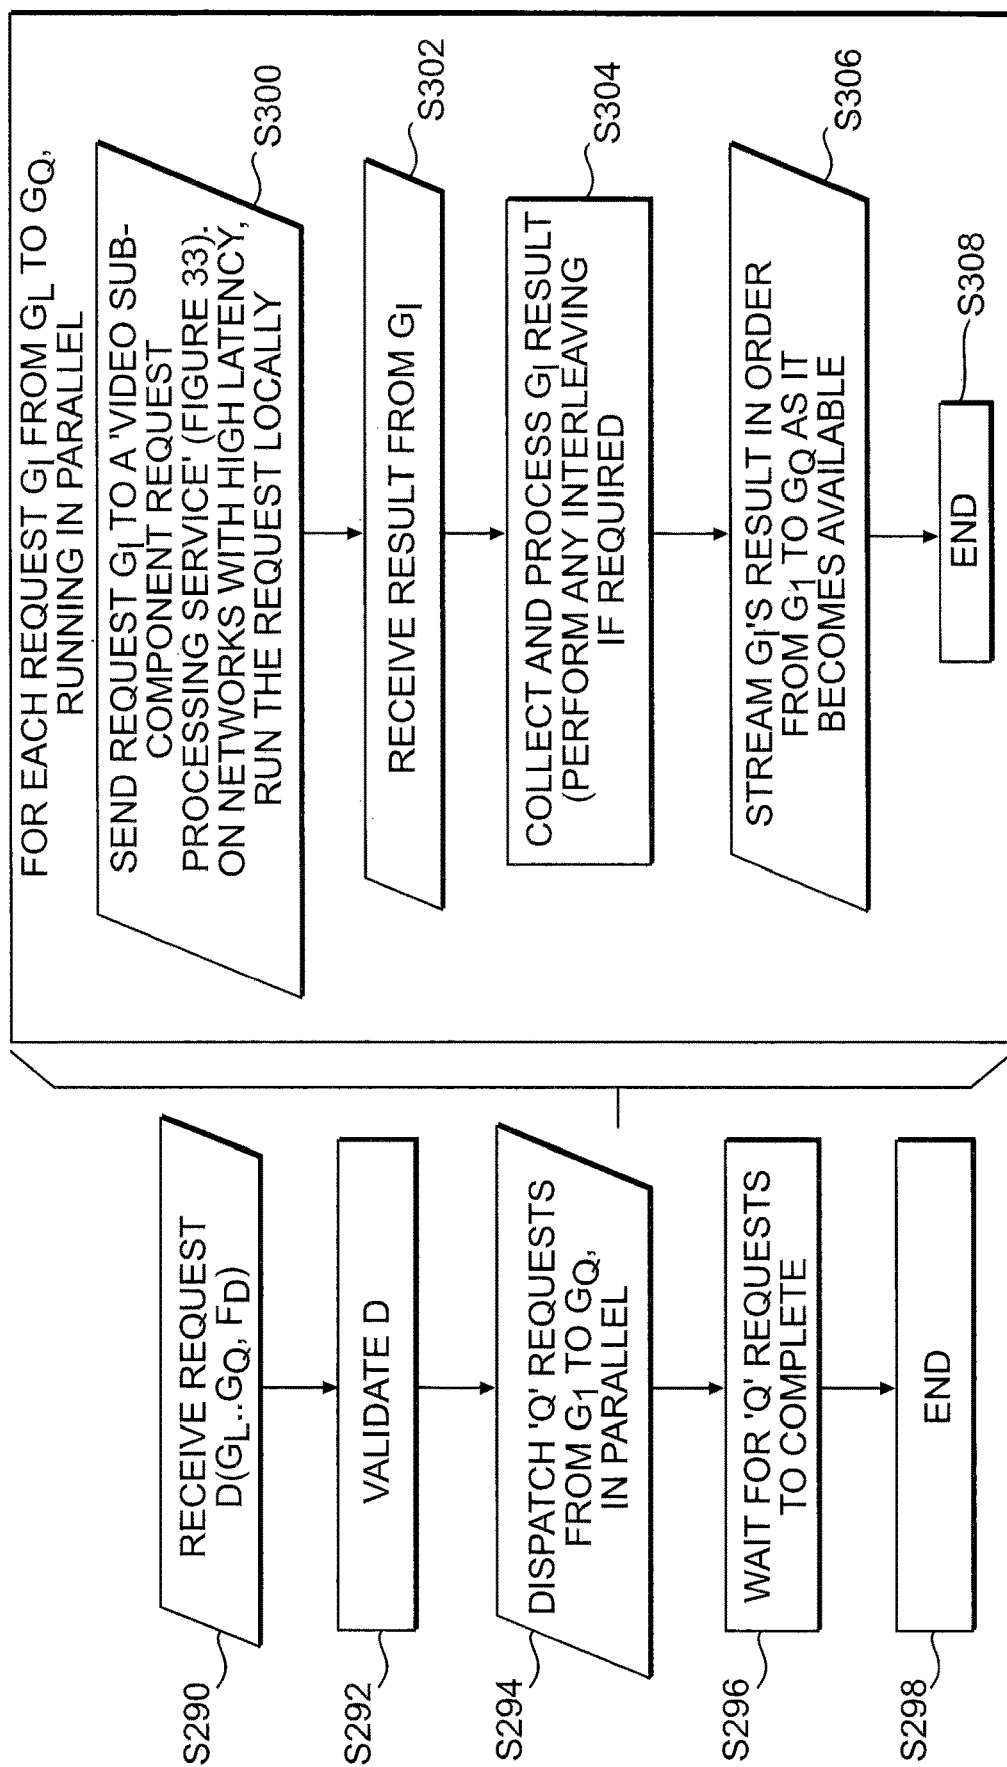 RECEIVE REQUEST
D(GL..GQ, FD)
S290
VALIDATE D
S292
DISPATCH 'Q' REQUESTS
FROM G1 TO GQ,
IN PARALLEL
S294
WAIT FOR 'Q' REQUESTS
TO COMPLETE
S296
END
S298
FOR EACH REQUEST GI FROM GL TO GQ,
RUNNING IN PARALLEL
SEND REQUEST GI TO A 'VIDEO SUB-
COMPONENT REQUEST
PROCESSING SERVICE' (FIGURE 33).
ON NETWORKS WITH HIGH LATENCY,
RUN THE REQUEST LOCALLY
S300
RECEIVE RESULT FROM GI
S302
COLLECT AND PROCESS GI RESULT
(PERFORM ANY INTERLEAVING
IF REQUIRED
S304
STREAM GI'S RESULT IN ORDER
FROM G1 TO GQ AS IT
BECOMES AVAILABLE
S306
END
S308